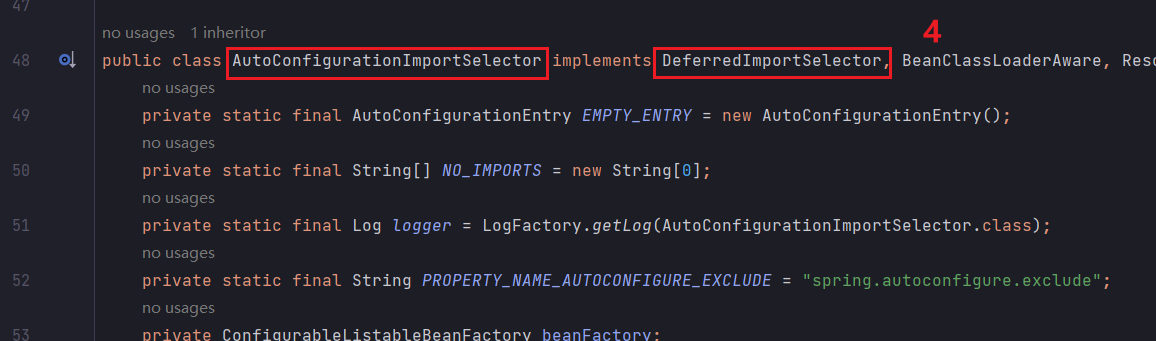 47
no usages 1 inheritor
4
48 public class AutoConfigurationImportSelector implements DeferredImportSelector, BeanClassLoaderAware, Resc
no usages
49 private static final AutoConfigurationEntry EMPTY_ENTRY = new AutoConfigurationEntry();
no usages
50 private static final String[] NO_IMPORTS = new String[0];
no usages
51 private static final Log logger = LogFactory.getLog(AutoConfigurationImportSelector.class);
no usages
52 private static final String PROPERTY_NAME_AUTOCONFIGURE_EXCLUDE = "spring.autoconfigure.exclude";
no usages
53 private ConfigurableListableBeanFactory beanFactory;